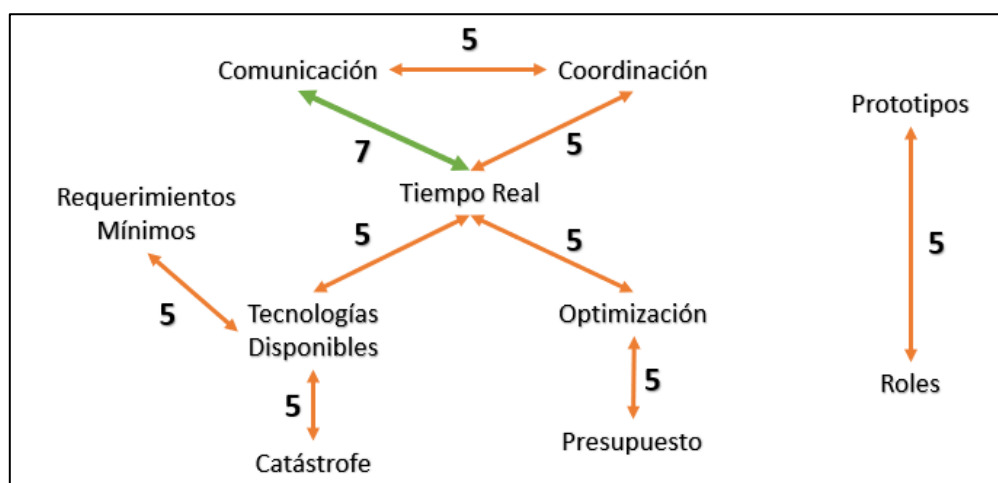 5
Comunicación
Coordinación
Prototipos
7
5
Requerimientos
Mínimos
Tiempo Real
5
5
5
5
Tecnologías
Disponibles
Optimización
5
5
Roles
Catástrofe
Presupuesto